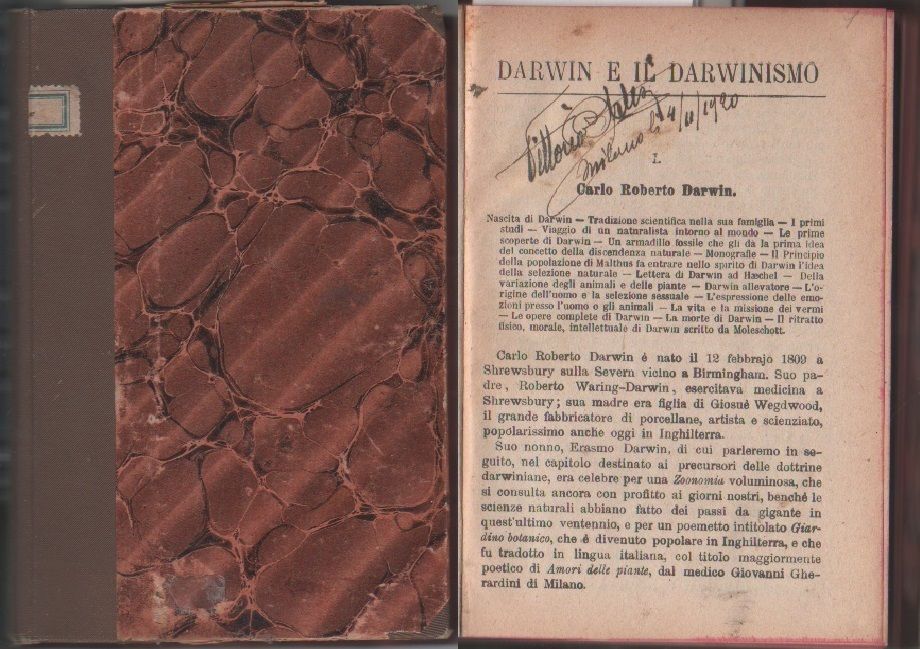 DARWIN E IL DARWINISMO
Vittorio
Milano 4/11/1920
I.
Carlo Roberto Darwin.
Nascita di Darwin — Tradizione scientifica nella sua famiglia — I primi
studi — Viaggio di un naturalista intorno al mondo — Le prime
scoperte di Darwin — Un armadillo fossile che gli dà la prima idea
del concetto della discendenza naturale — Monografie — Il Principio
della popolazione di Malthus fa entrare nello spirito di Darwin l'idea
della selezione naturale — Lettera di Darwin ad Hæckel — Della
variazione degli animali e delle piante — Darwin allevatore — L'o-
rigine dell'uomo e la selezione sessuale — L'espressione delle emo-
zioni presso l'uomo e gli animali — La vita e la missione dei vermi
— Le opere complete di Darwin — La morte di Darwin — Il ritratto
fisico, morale, intellettuale di Darwin scritto da Moleschott.
Carlo Roberto Darwin è nato il 12 febbrajo 1809 a
Shrewsbury sulla Severn vicino a Birmingham. Suo pa-
dre, Roberto Waring-Darwin, esercitava medicina a
Shrewsbury; sua madre era figlia di Giosuè Wegdwood,
il grande fabbricatore di porcellane, artista e scienziato,
popolarissimo anche oggi in Inghilterra.
Suo nonno, Erasmo Darwin, di cui parleremo in se-
guito, nel capitolo destinato ai precursori delle dottrine
darwiniane, era celebre per una Zoonomia voluminosa, che
si consulta ancora con profitto ai giorni nostri, benchè le
scienze naturali abbiano fatto dei passi da gigante in
quest'ultimo ventennio, e per un poemetto intitolato Giar-
dino botanico, che è divenuto popolare in Inghilterra, e che
fu tradotto in lingua italiana, col titolo maggiormente
poetico di Amori delle piante, dal medico Giovanni Ghe-
rardini di Milano.